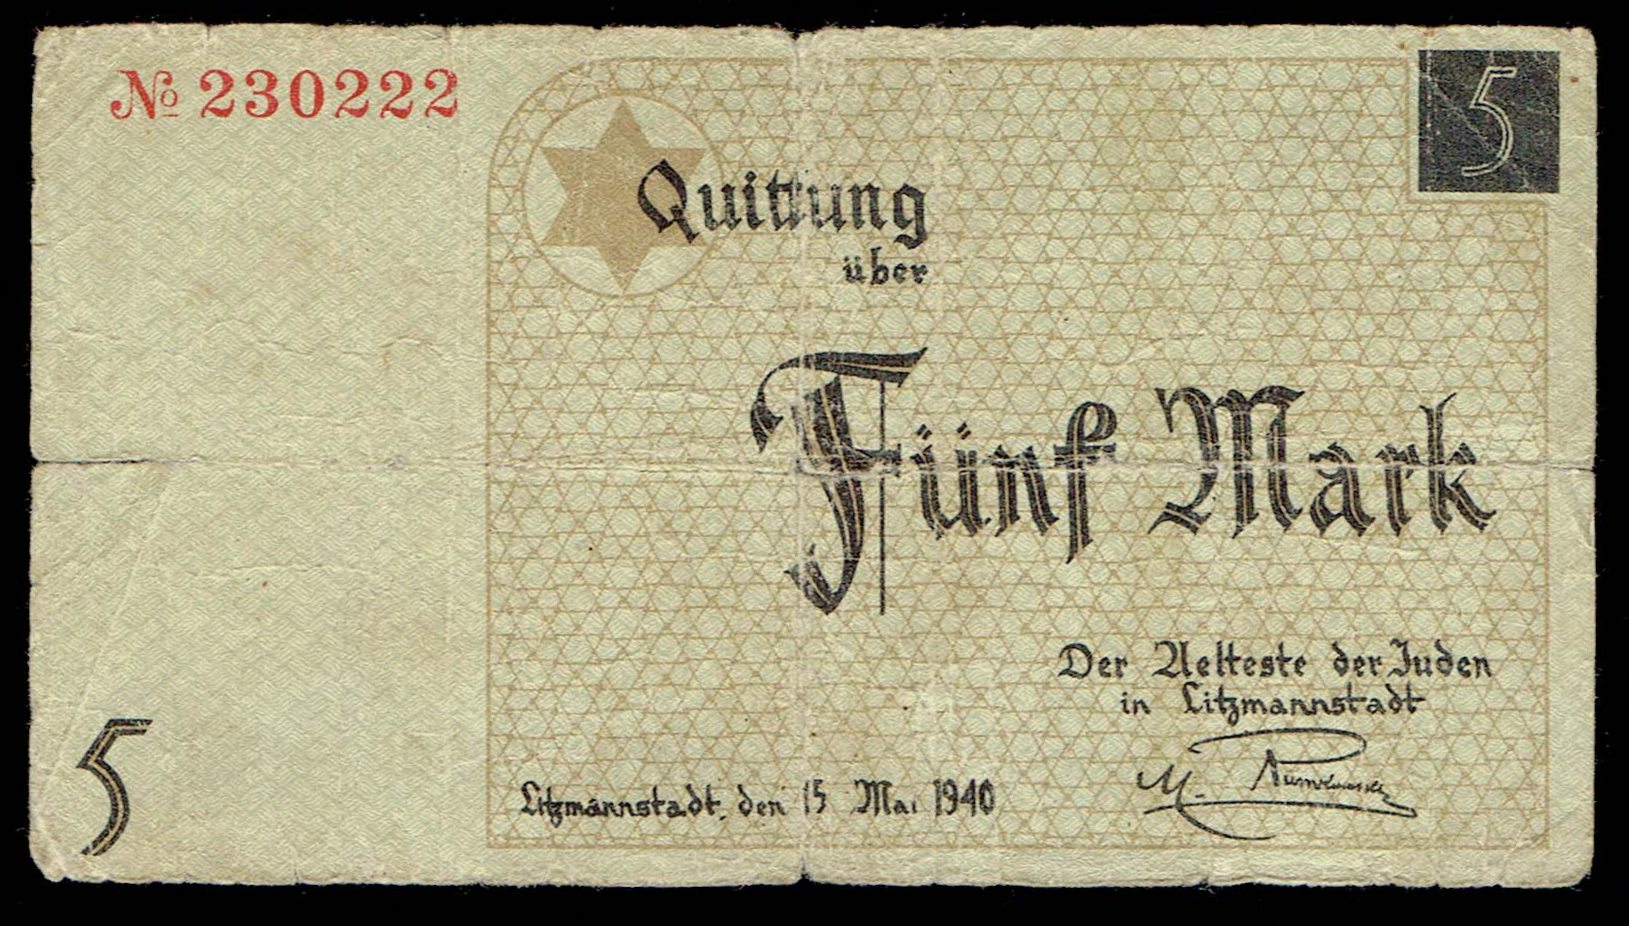 № 230222
5
Quittung
über
Fünf Mark
Der Aelteste der Juden
in Litzmannstadt
Litzmannstadt, den 15 Mai 1940
M. Rumkowski
5